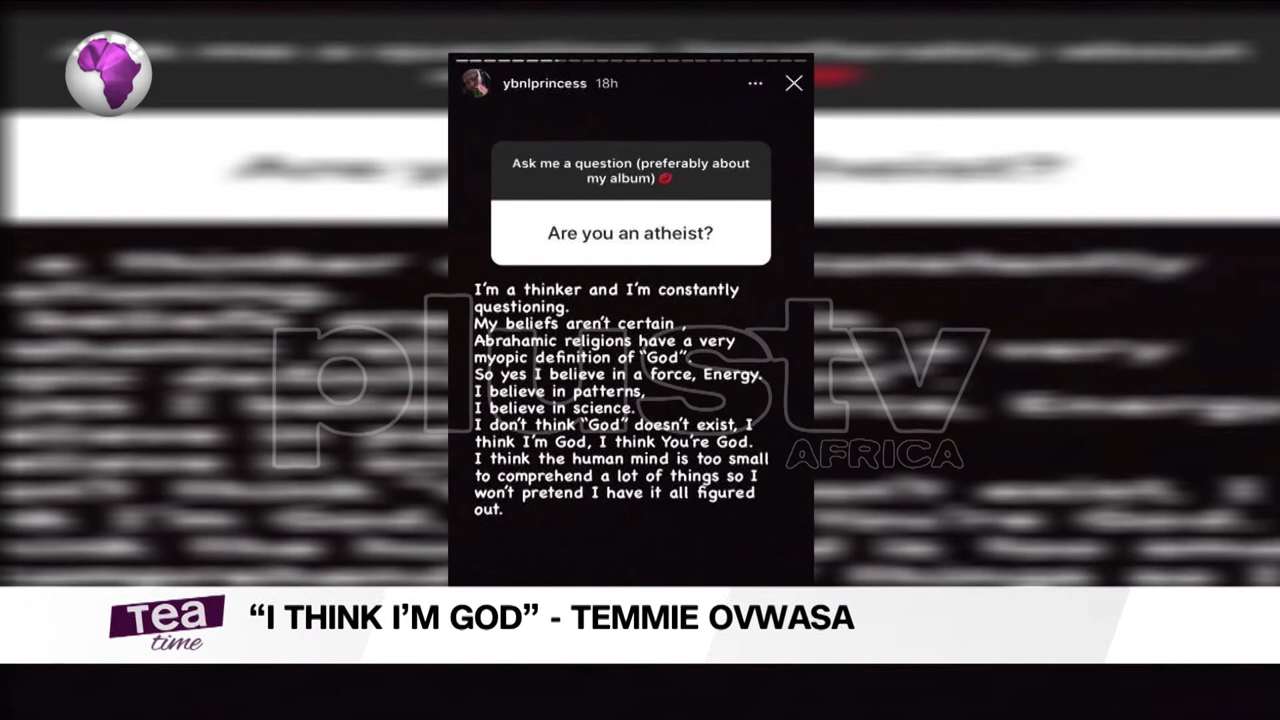 ybnlprincess 18h
Ask me a question (preferably about
my album) 💋
Are you an atheist?
I'm a thinker and I'm constantly
questioning.
My beliefs aren't certain ,
Abrahamic religions have a very
myopic definition of "God".
So yes I believe in a force, Energy.
I believe in patterns,
I believe in science.
I don't think "God" doesn't exist, I
think I'm God, I think You're God.
I think the human mind is too small
to comprehend a lot of things so I
won't pretend I have it all figured
out.
plustv
AFRICA
Tea
time
“I THINK I’M GOD” - TEMMIE OVWASA